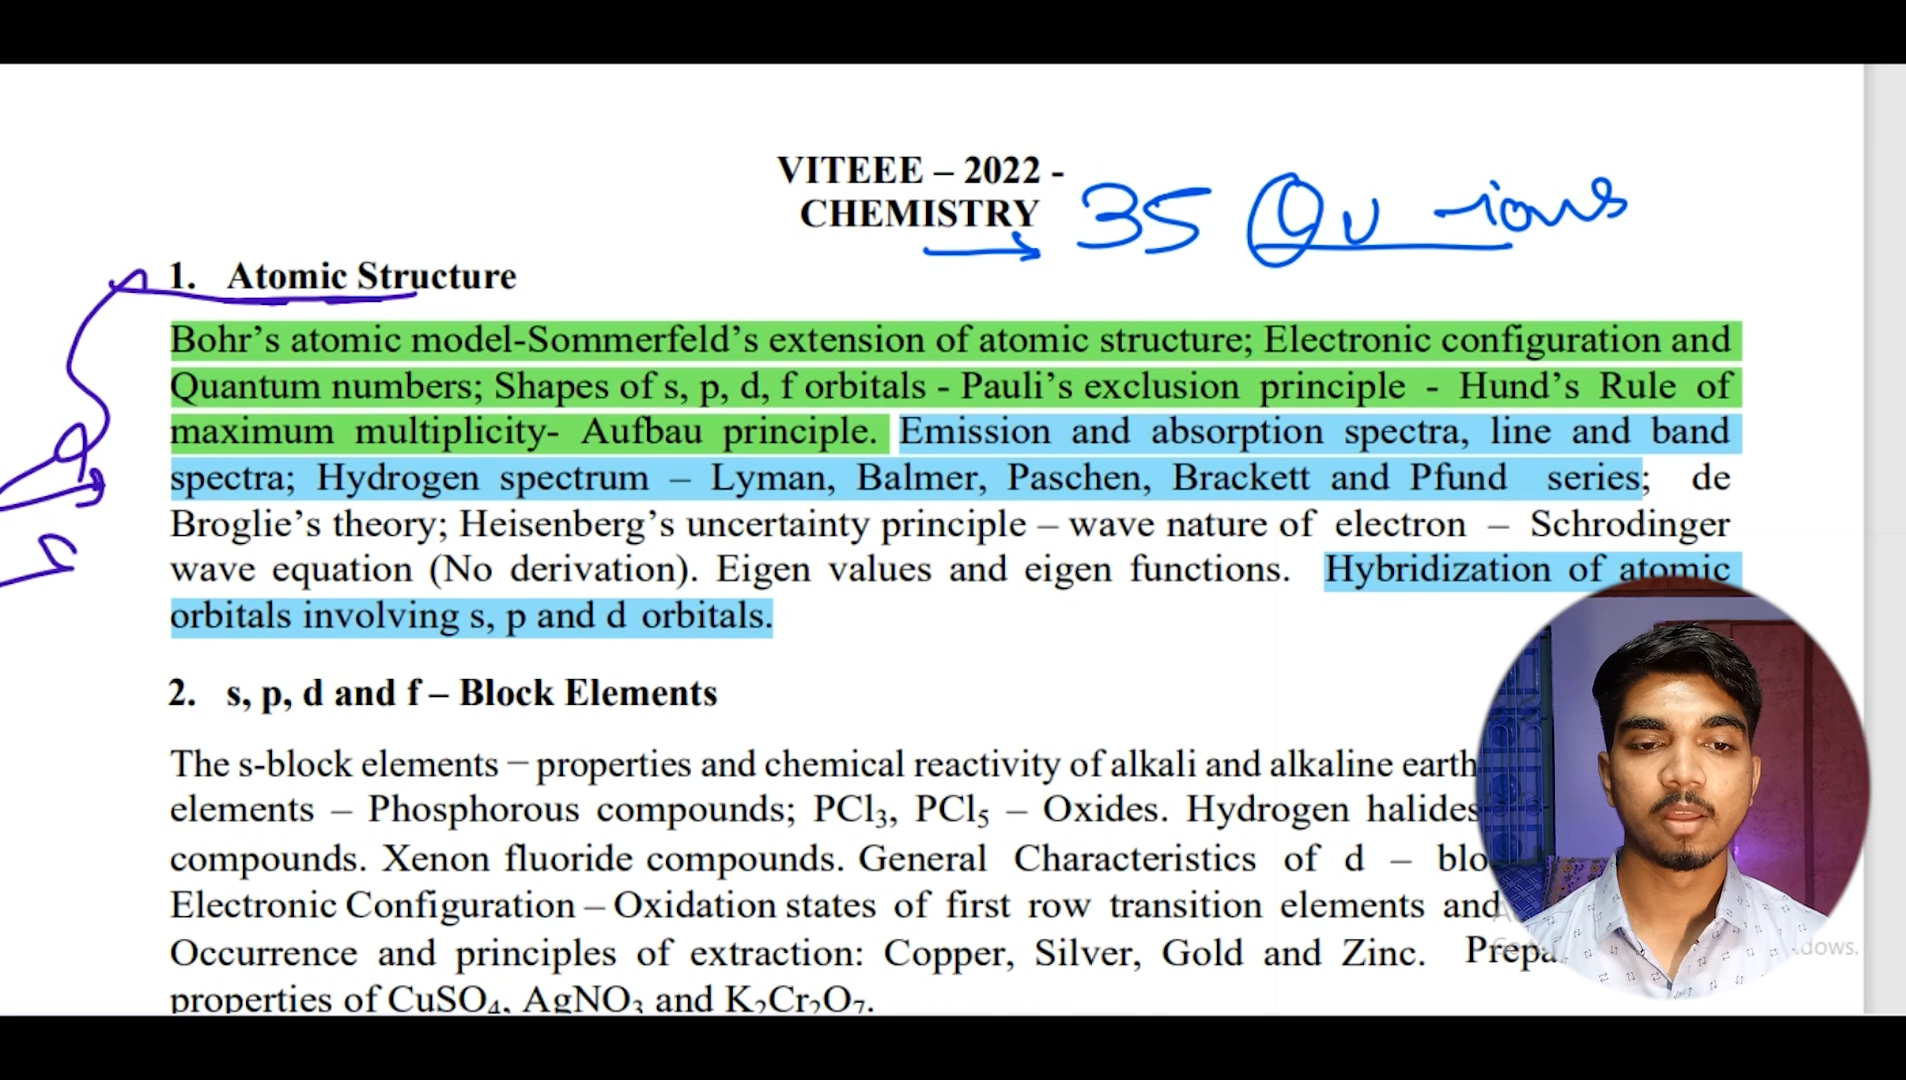 VITEEE – 2022 -
CHEMISTRY
35 Qu -ions
1. Atomic Structure
Bohr’s atomic model-Sommerfeld’s extension of atomic structure; Electronic configuration and
Quantum numbers; Shapes of s, p, d, f orbitals - Pauli’s exclusion principle - Hund’s Rule of
maximum multiplicity- Aufbau principle. Emission and absorption spectra, line and band
spectra; Hydrogen spectrum – Lyman, Balmer, Paschen, Brackett and Pfund series; de
Broglie’s theory; Heisenberg’s uncertainty principle – wave nature of electron – Schrodinger
wave equation (No derivation). Eigen values and eigen functions. Hybridization of atomic
orbitals involving s, p and d orbitals.
2. s, p, d and f – Block Elements
The s-block elements – properties and chemical reactivity of alkali and alkaline earth
elements – Phosphorous compounds; PCl₃, PCl₅ – Oxides. Hydrogen halides
compounds. Xenon fluoride compounds. General Characteristics of d –
Electronic Configuration – Oxidation states of first row transition elements and
Occurrence and principles of extraction: Copper, Silver, Gold and Zinc.
properties of CuSO₄, AgNO₃ and K₂Cr₂O₇.